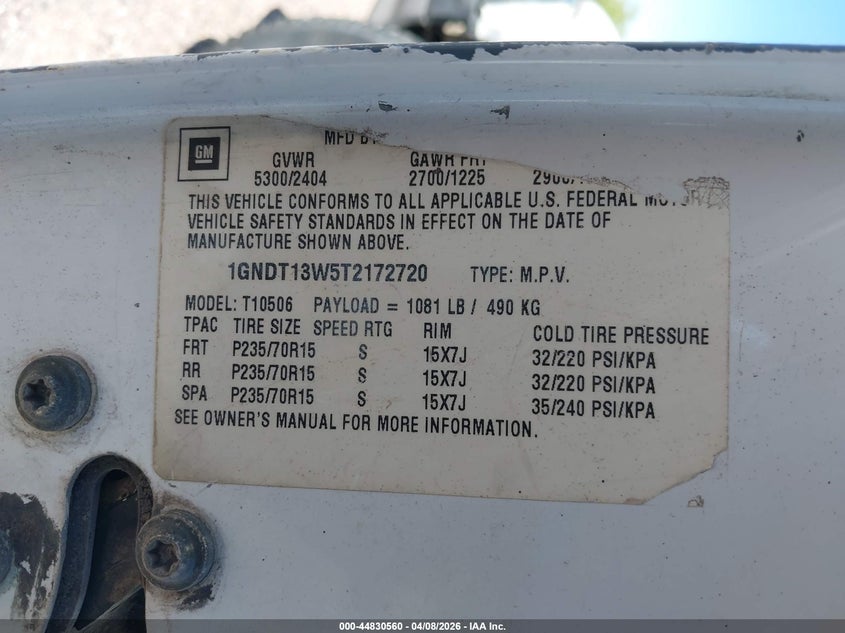 GM
MFD BY
GVWR GAWR FRT
5300/2404 2700/1225
THIS VEHICLE CONFORMS TO ALL APPLICABLE U.S. FEDERAL MOTOR
VEHICLE SAFETY STANDARDS IN EFFECT ON THE DATE OF
MANUFACTURE SHOWN ABOVE.
1GNDT13W5T2172720 TYPE: M.P.V.
MODEL: T10506 PAYLOAD = 1081 LB / 490 KG
TPAC TIRE SIZE SPEED RTG RIM COLD TIRE PRESSURE
FRT P235/70R15 S 15X7J 32/220 PSI/KPA
RR P235/70R15 S 15X7J 32/220 PSI/KPA
SPA P235/70R15 S 15X7J 35/240 PSI/KPA
SEE OWNER'S MANUAL FOR MORE INFORMATION.
000-44830560 - 04/08/2026 - IAA Inc.